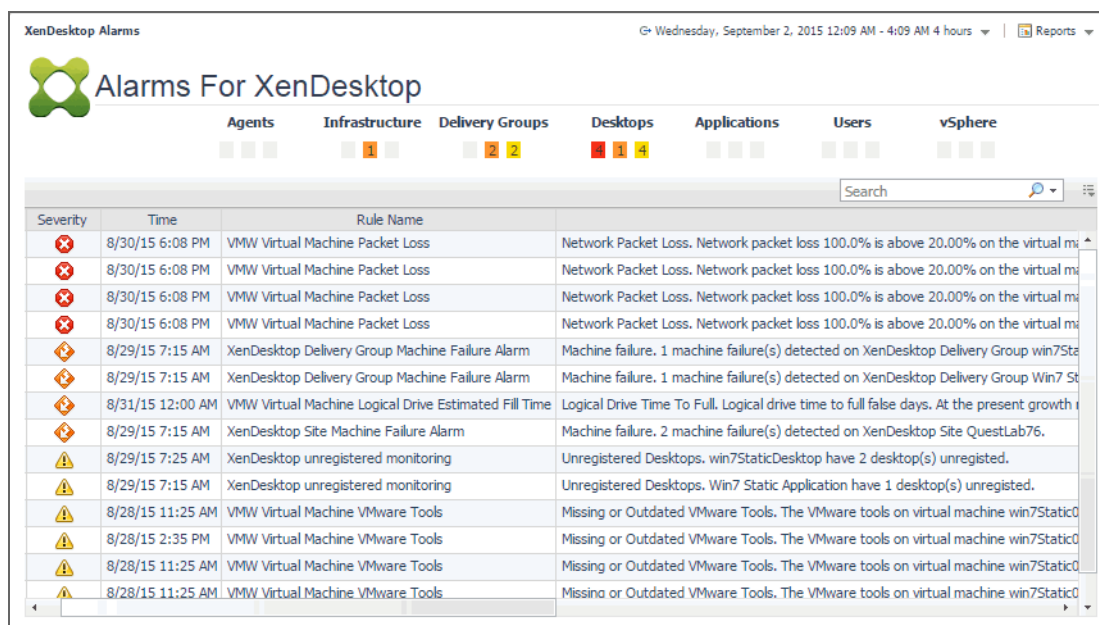 XenDesktop Alarms
Wednesday, September 2, 2015 12:09 AM - 4:09 AM 4 hours | Reports
Alarms For XenDesktop
Agents Infrastructure Delivery Groups Desktops Applications Users vSphere
1 2 2 4 1 4
Search
Severity Time Rule Name
8/30/15 6:08 PM VMW Virtual Machine Packet Loss Network Packet Loss. Network packet loss 100.0% is above 20.00% on the virtual ma
8/30/15 6:08 PM VMW Virtual Machine Packet Loss Network Packet Loss. Network packet loss 100.0% is above 20.00% on the virtual ma
8/30/15 6:08 PM VMW Virtual Machine Packet Loss Network Packet Loss. Network packet loss 100.0% is above 20.00% on the virtual ma
8/30/15 6:08 PM VMW Virtual Machine Packet Loss Network Packet Loss. Network packet loss 100.0% is above 20.00% on the virtual ma
8/29/15 7:15 AM XenDesktop Delivery Group Machine Failure Alarm Machine failure. 1 machine failure(s) detected on XenDesktop Delivery Group win7Sta
8/29/15 7:15 AM XenDesktop Delivery Group Machine Failure Alarm Machine failure. 1 machine failure(s) detected on XenDesktop Delivery Group Win7 St
8/31/15 12:00 AM VMW Virtual Machine Logical Drive Estimated Fill Time Logical Drive Time To Full. Logical drive time to full false days. At the present growth
8/29/15 7:15 AM XenDesktop Site Machine Failure Alarm Machine failure. 2 machine failure(s) detected on XenDesktop Site QuestLab76.
8/29/15 7:25 AM XenDesktop unregistered monitoring Unregistered Desktops. win7StaticDesktop have 2 desktop(s) unregisted.
8/29/15 7:15 AM XenDesktop unregistered monitoring Unregistered Desktops. Win7 Static Application have 1 desktop(s) unregisted.
8/28/15 11:25 AM VMW Virtual Machine VMware Tools Missing or Outdated VMware Tools. The VMware tools on virtual machine win7Static0
8/28/15 2:35 PM VMW Virtual Machine VMware Tools Missing or Outdated VMware Tools. The VMware tools on virtual machine win7Static0
8/28/15 11:25 AM VMW Virtual Machine VMware Tools Missing or Outdated VMware Tools. The VMware tools on virtual machine win7Static0
8/28/15 11:25 AM VMW Virtual Machine VMware Tools Missing or Outdated VMware Tools. The VMware tools on virtual machine win7Static0